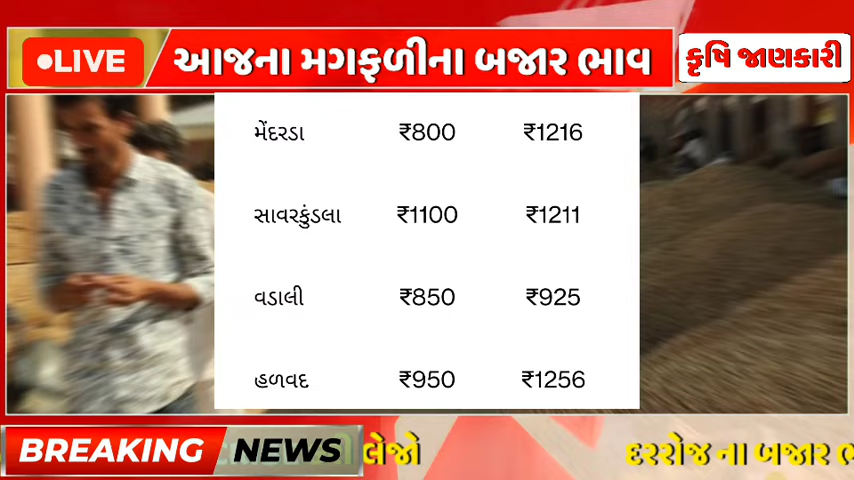 LIVE
આજના મગફળીના બજાર ભાવ
કૃષિ જાણકારી
મેંદરડા ₹800 ₹1216
સાવરકુંડલા ₹1100 ₹1211
વડાલી ₹850 ₹925
હળવદ ₹950 ₹1256
BREAKING NEWS
લેજો દરરોજ ના બજાર